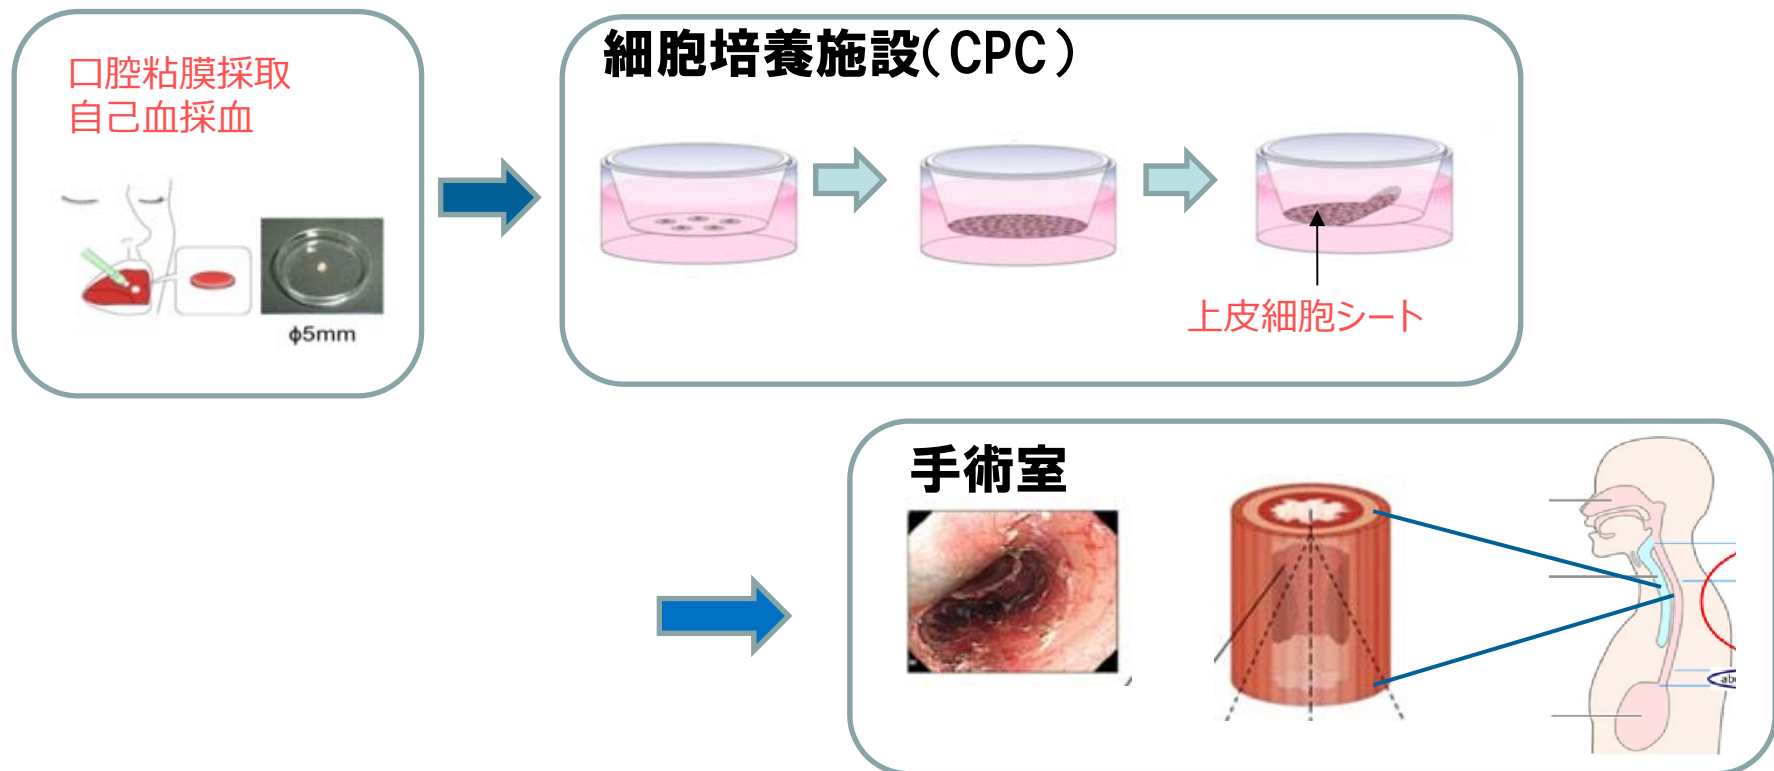 口腔粘膜採取
自己血採血
φ5mm
細胞培養施設(CPC)
上皮細胞シート
手術室